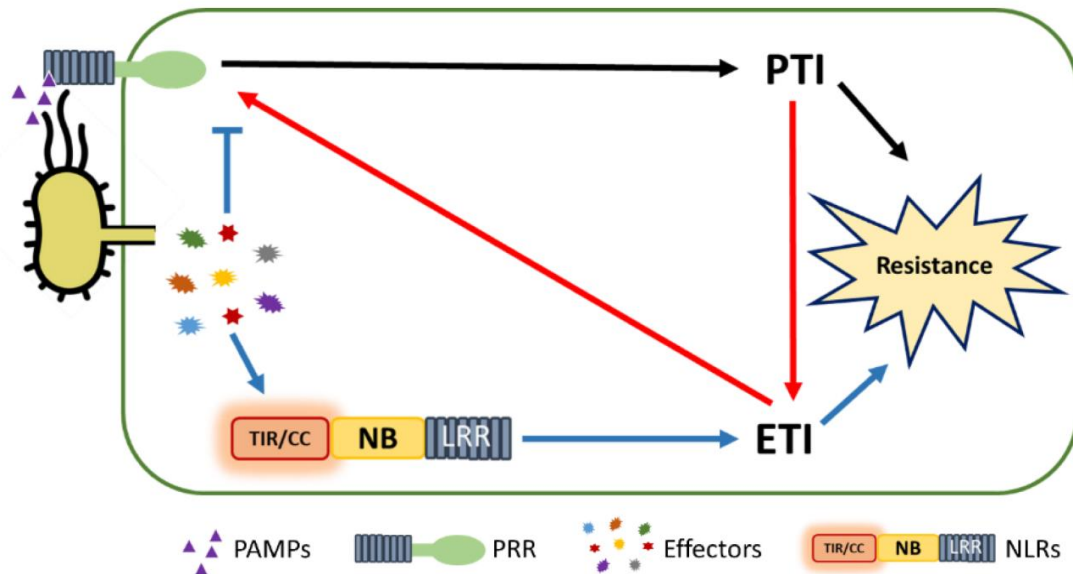 PTI
Resistance
TIR/CC NB LRR
ETI
PAMPs PRR Effectors TIR/CC NB LRR NLRs